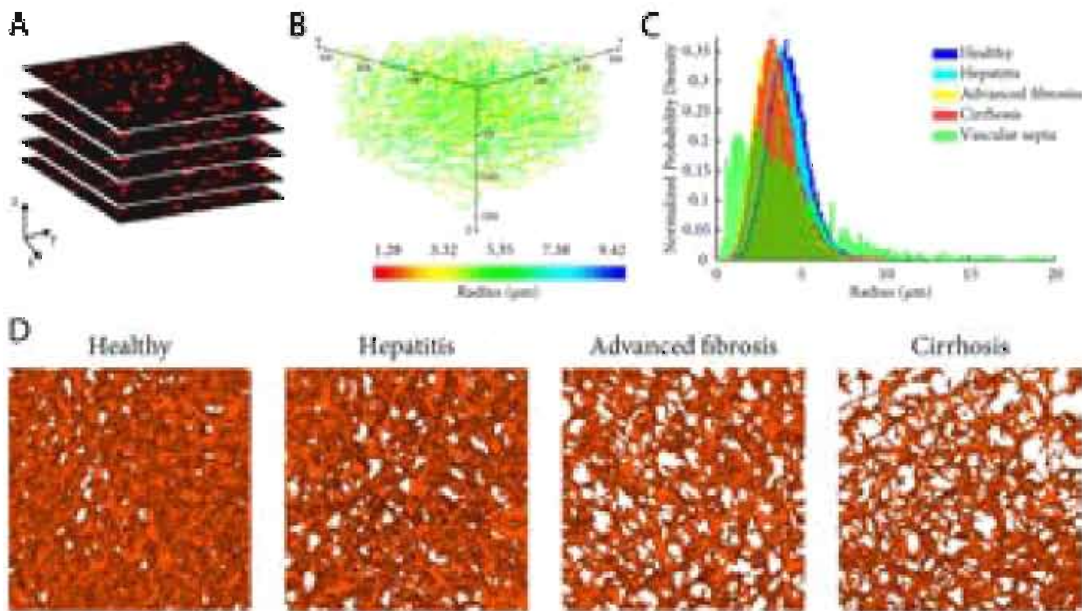 A
B
C
Normalized Probability Density
0.35
0.3
0.25
0.2
0.15
0.1
0.05
0
0
5
10
15
20
Radius (μm)
Healthy
Hepatitis
Advanced fibrosis
Cirrhosis
Vascular septa
1.20 3.32 5.35 7.38 9.42
Radius (μm)
D
Healthy
Hepatitis
Advanced fibrosis
Cirrhosis